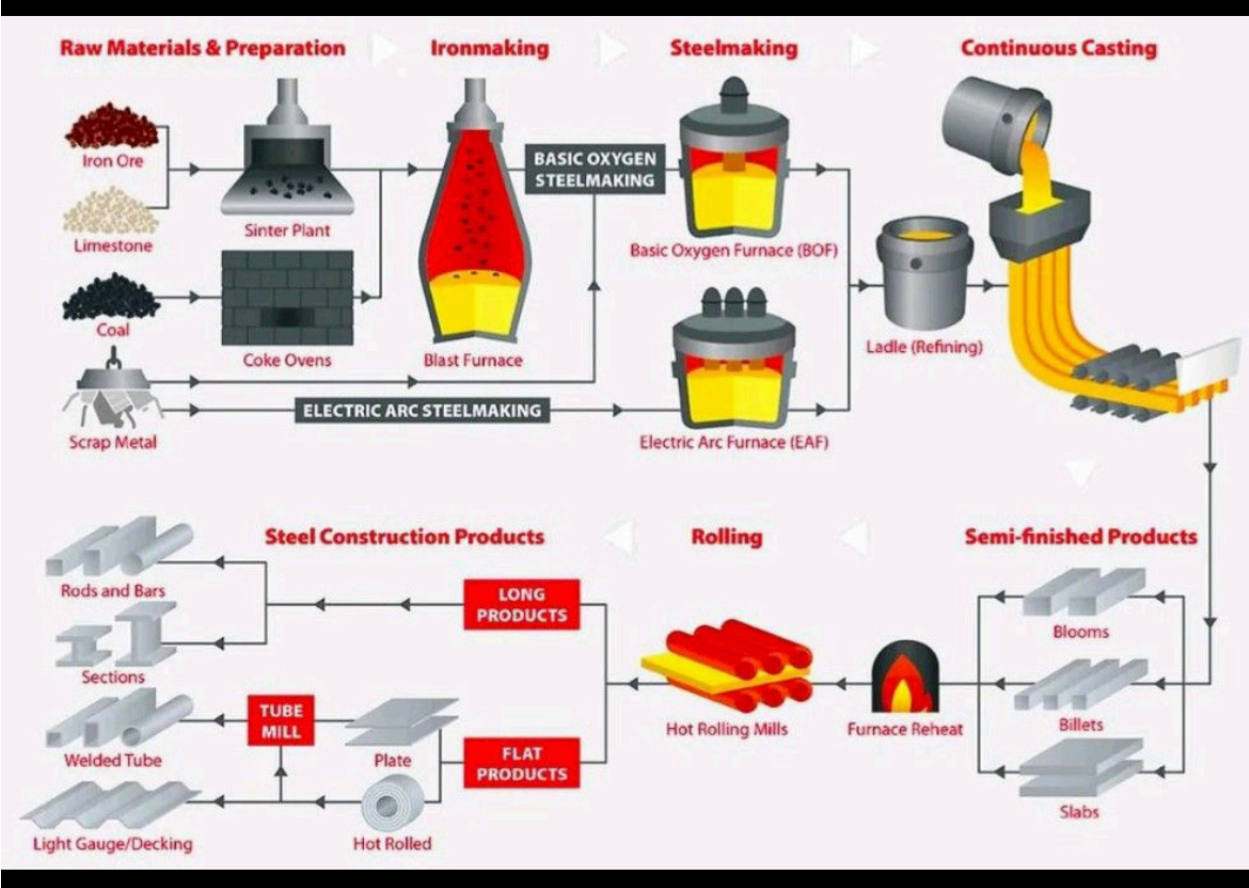 Raw Materials & Preparation
Ironmaking
Steelmaking
Continuous Casting
Iron Ore
Limestone
Coal
Scrap Metal
Sinter Plant
Coke Ovens
Blast Furnace
BASIC OXYGEN
STEELMAKING
ELECTRIC ARC STEELMAKING
Basic Oxygen Furnace (BOF)
Electric Arc Furnace (EAF)
Ladle (Refining)
Steel Construction Products
Rolling
Semi-finished Products
Rods and Bars
Sections
Welded Tube
Light Gauge/Decking
TUBE
MILL
Plate
Hot Rolled
LONG
PRODUCTS
FLAT
PRODUCTS
Hot Rolling Mills
Furnace Reheat
Blooms
Billets
Slabs